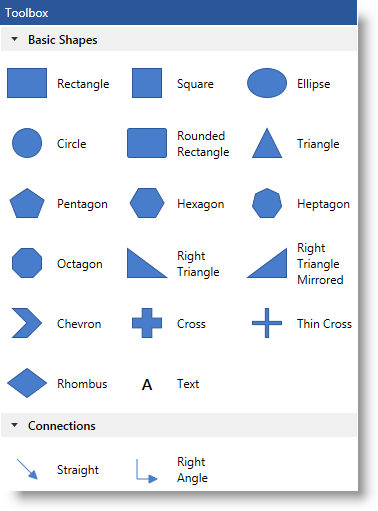 Toolbox
Basic Shapes
Rectangle
Square
Ellipse
Circle
Rounded
Rectangle
Triangle
Pentagon
Hexagon
Heptagon
Octagon
Right
Triangle
Right
Triangle
Mirrored
Chevron
Cross
Thin Cross
Rhombus
A
Text
Connections
Straight
Right
Angle